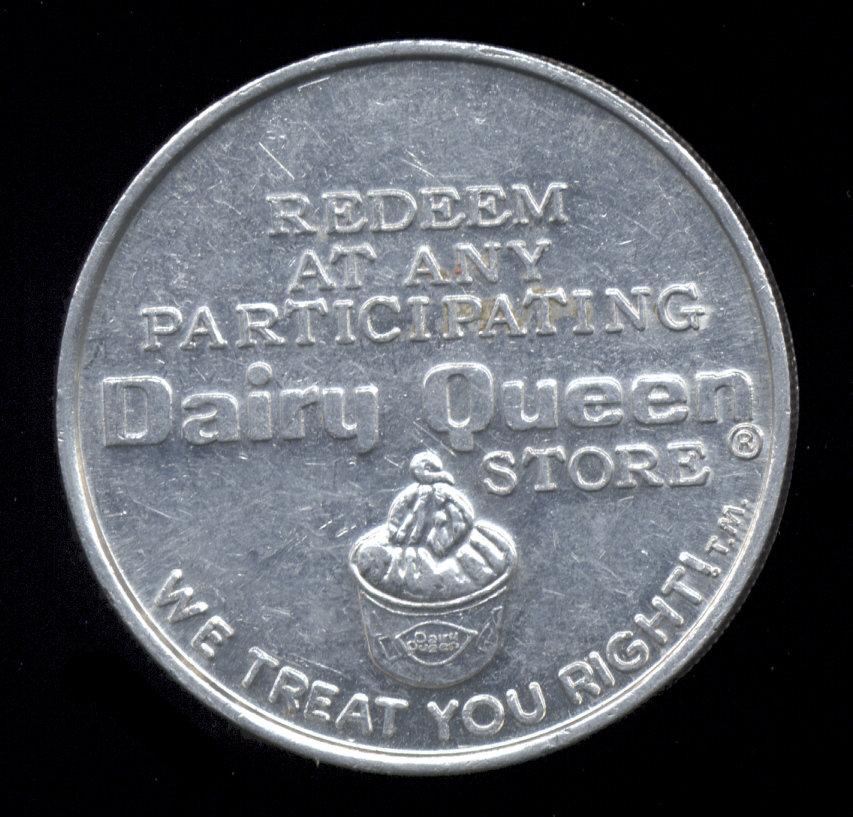 REDEEM
AT ANY
PARTICIPATING
Dairy Queen®
STORE
Dairy
Queen
WE TREAT YOU RIGHT! T.M.